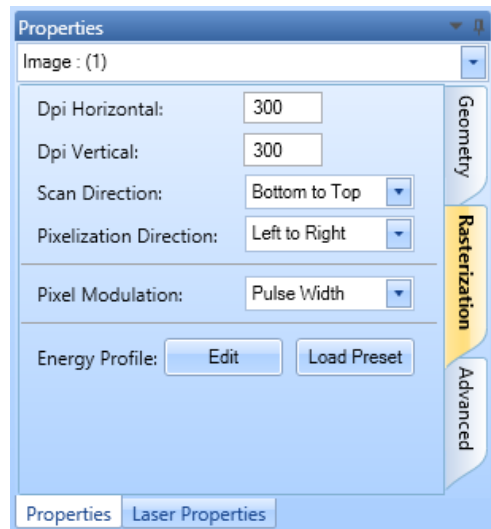 Properties
Image : (1)
Dpi Horizontal: 300
Dpi Vertical: 300
Scan Direction: Bottom to Top
Pixelization Direction: Left to Right
Pixel Modulation: Pulse Width
Energy Profile: Edit Load Preset
Geometry
Rasterization
Advanced
Properties Laser Properties